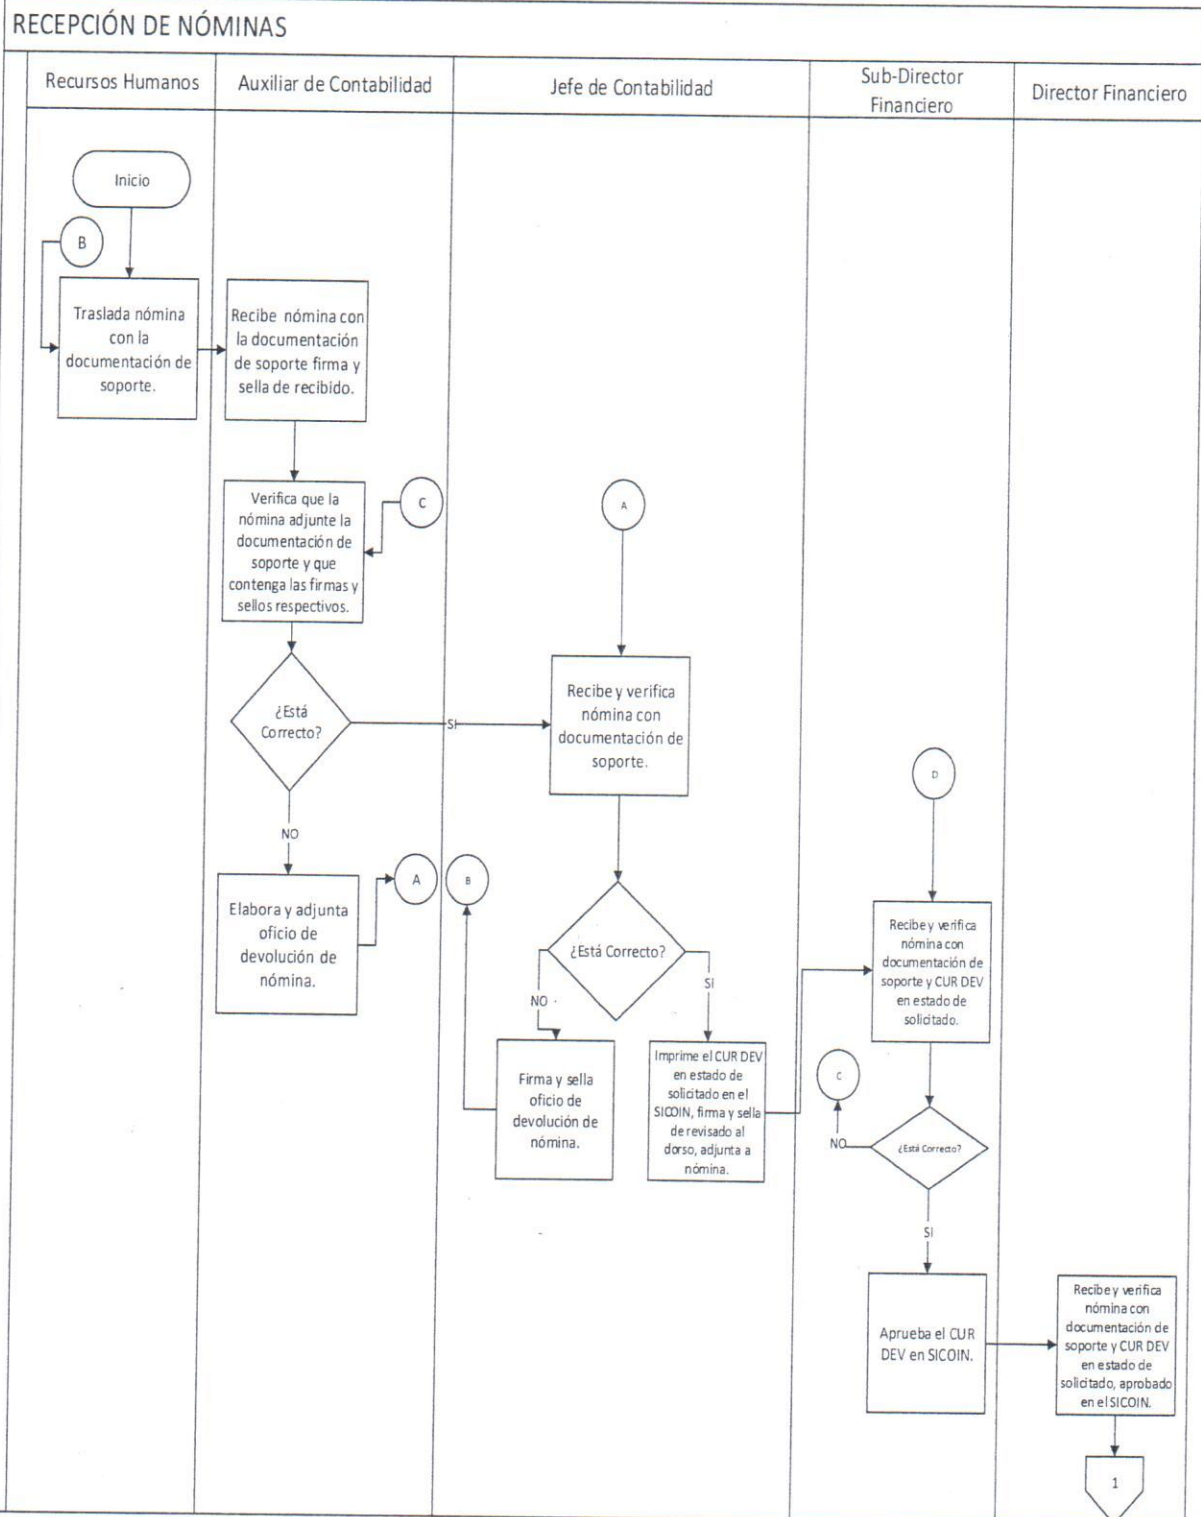 RECEPCIÓN DE NÓMINAS
Recursos Humanos
Auxiliar de Contabilidad
Jefe de Contabilidad
Sub-Director
Financiero
Director Financiero
Inicio
B
Traslada nómina
con la
documentación de
soporte.
Recibe nómina con
la documentación
de soporte firma y
sella de recibido.
Verifica que la
nómina adjunte la
documentación de
soporte y que
contenga las firmas y
sellos respectivos.
C
A
¿Está
Correcto?
SI
Recibe y verifica
nómina con
documentación de
soporte.
D
NO
Elabora y adjunta
oficio de
devolución de
nómina.
A
B
¿Está Correcto?
NO
SI
Firma y sella
oficio de
devolución de
nómina.
Imprime el CUR DEV
en estado de
solicitado en el
SICOIN, firma y sella
de revisado al
dorso, adjunta a
nómina.
Recibe y verifica
nómina con
documentación de
soporte y CUR DEV
en estado de
solicitado.
C
NO
¿Está Correcto?
SI
Aprueba el CUR
DEV en SICOIN.
Recibe y verifica
nómina con
documentación de
soporte y CUR DEV
en estado de
solicitado, aprobado
en el SICOIN.
1